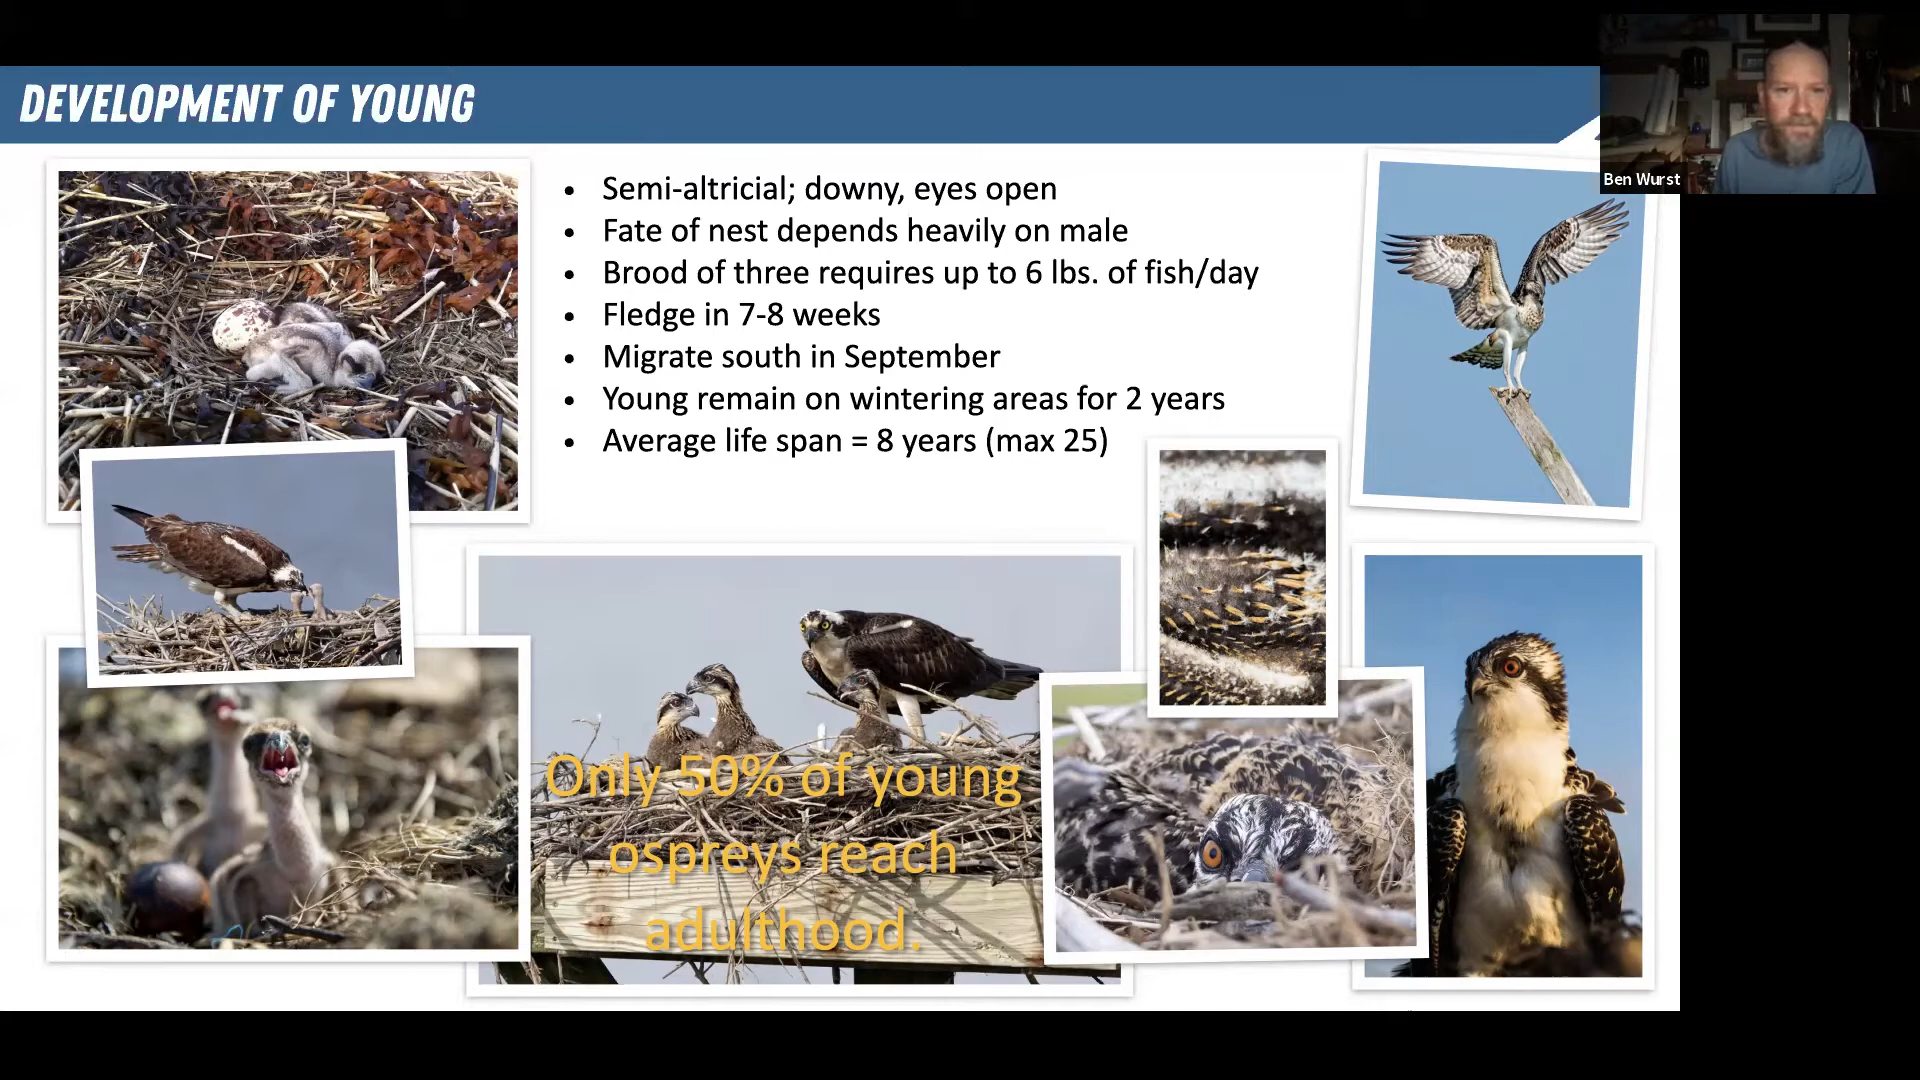 DEVELOPMENT OF YOUNG
Ben Wurst
• Semi-altricial; downy, eyes open
• Fate of nest depends heavily on male
• Brood of three requires up to 6 lbs. of fish/day
• Fledge in 7-8 weeks
• Migrate south in September
• Young remain on wintering areas for 2 years
• Average life span = 8 years (max 25)
Only 50% of young
ospreys reach
adulthood.